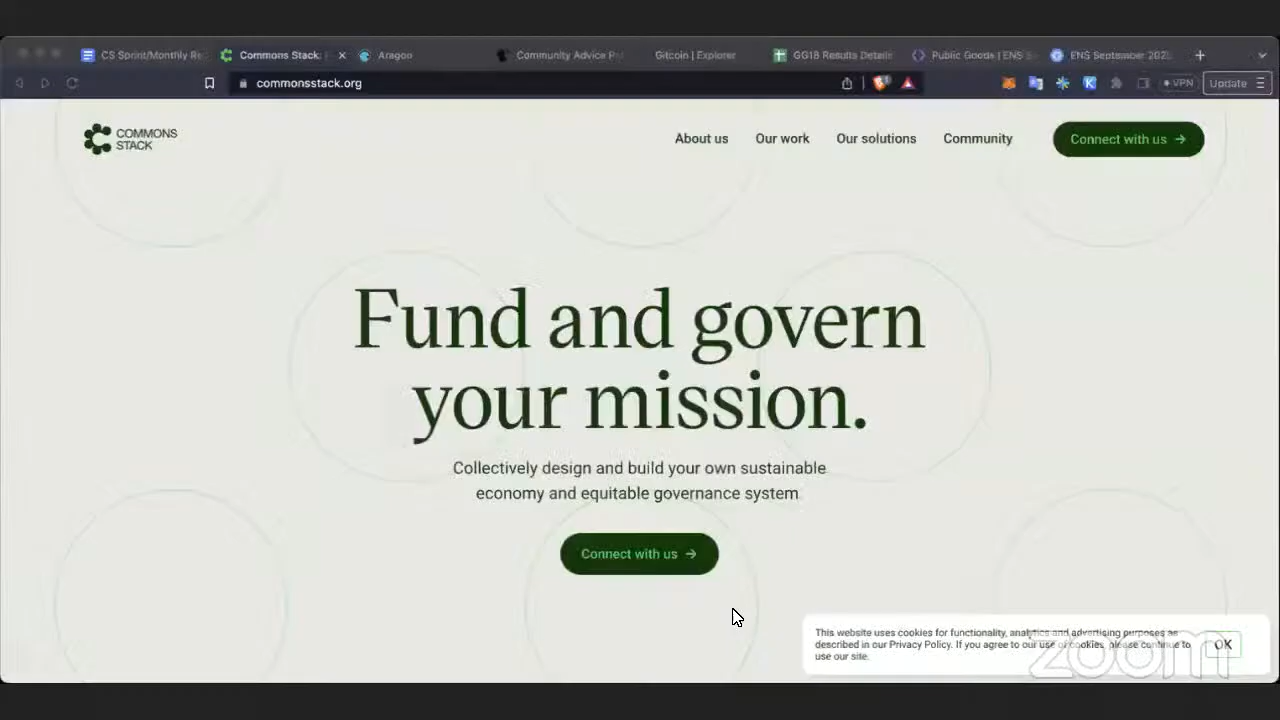 CS Sprint/Monthly Re
Commons Stack:
Aragon
Community Advice Pr
Gitcoin | Explorer
GG18 Results Details
Public Goods | ENS
ENS September 202
commonsstack.org
VPN
Update
COMMONS
STACK
About us
Our work
Our solutions
Community
Connect with us →
Fund and govern
your mission.
Collectively design and build your own sustainable
economy and equitable governance system
Connect with us →
This website uses cookies for functionality, analytics and advertising purposes as
described in our Privacy Policy. If you agree to our use of cookies, please continue to
use our site.
OK
zoom